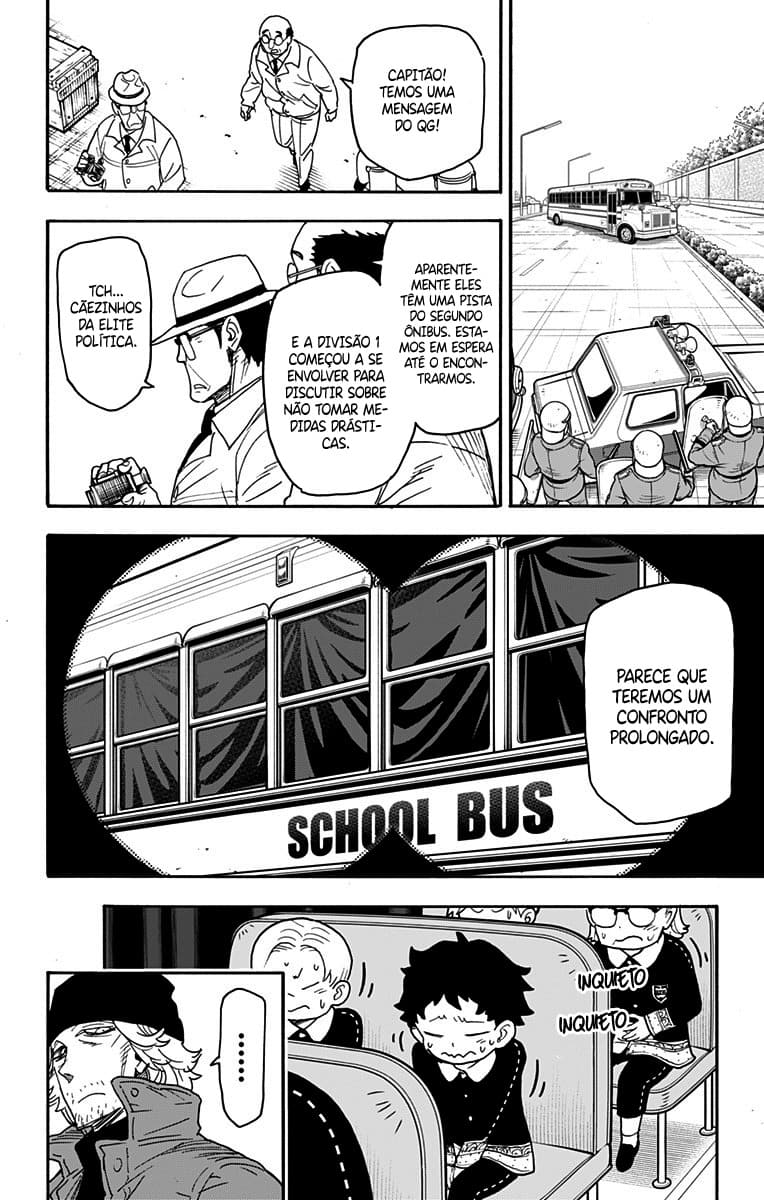 CAPITÃO!
TEMOS UMA
MENSAGEM
DO QG!
APARENTE-
MENTE ELES
TÊM UMA PISTA
DO SEGUNDO
ÔNIBUS. ESTA-
MOS EM ESPERA
ATÉ O ENCON-
TRARMOS.
E A DIVISÃO 1
COMEÇOU A SE
ENVOLVER PARA
DISCUTIR SOBRE
NÃO TOMAR ME-
DIDAS DRÁSTI-
CAS.
TCH...
CÃEZINHOS
DA ELITE
POLÍTICA.
PARECE QUE
TEREMOS UM
CONFRONTO
PROLONGADO.
SCHOOL BUS
INQUIETO
INQUIETO
......